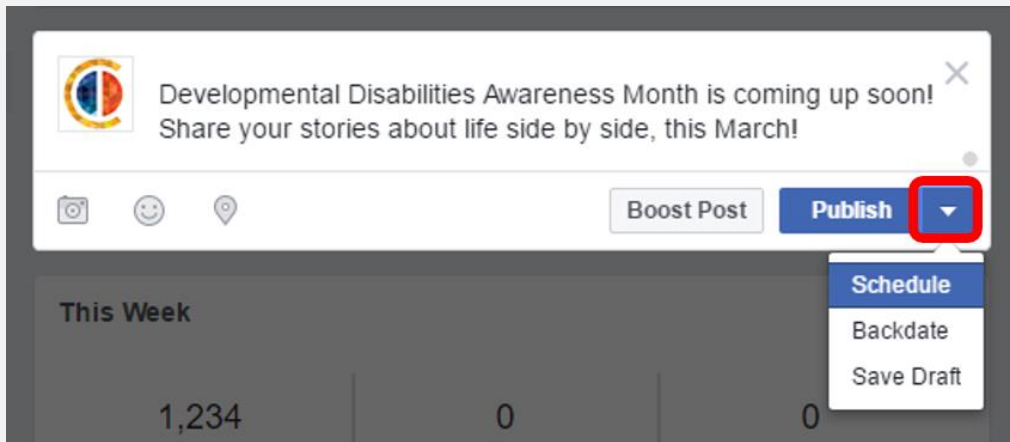 Developmental Disabilities Awareness Month is coming up soon!
Share your stories about life side by side, this March!
Boost Post
Publish
Schedule
Backdate
Save Draft
This Week
1,234
0
0